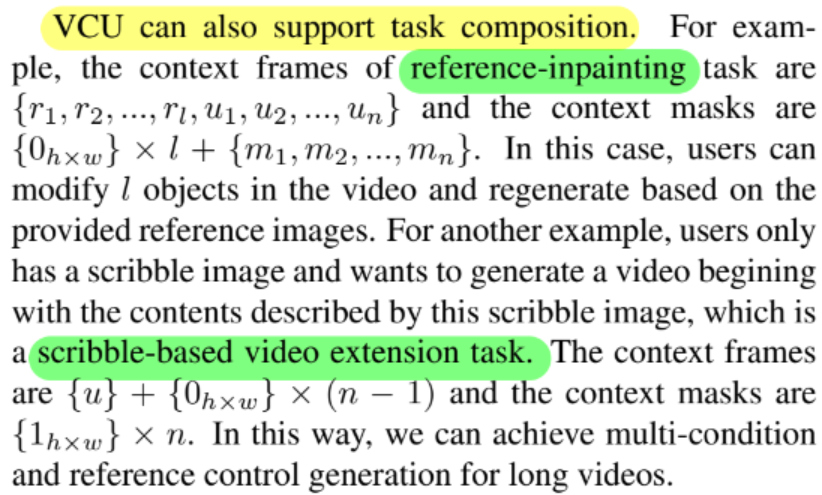 VCU can also support task composition. For exam-
ple, the context frames of reference-inpainting task are
{r₁, r₂, ..., rₗ, u₁, u₂, ..., uₙ} and the context masks are
{0ₕ×w} × l + {m₁, m₂, ..., mₙ}. In this case, users can
modify l objects in the video and regenerate based on the
provided reference images. For another example, users only
has a scribble image and wants to generate a video begining
with the contents described by this scribble image, which is
a scribble-based video extension task. The context frames
are {u} + {0ₕ×w} × (n − 1) and the context masks are
{1ₕ×w} × n. In this way, we can achieve multi-condition
and reference control generation for long videos.